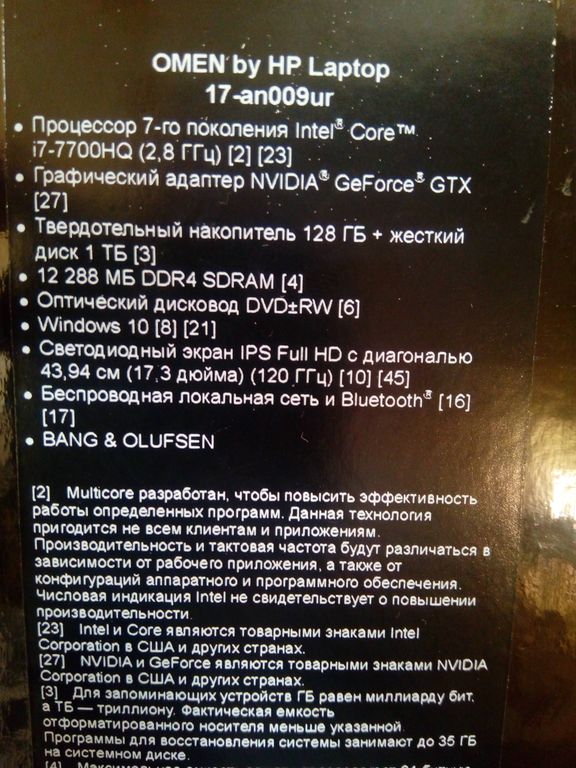 OMEN by HP Laptop
17-an009ur
• Процессор 7-го поколения Intel® Core™
i7-7700HQ (2,8 ГГц) [2] [23]
• Графический адаптер NVIDIA® GeForce® GTX
[27]
• Твердотельный накопитель 128 ГБ + жесткий
диск 1 ТБ [3]
• 12 288 МБ DDR4 SDRAM [4]
• Оптический дисковод DVD±RW [6]
• Windows 10 [8] [21]
• Светодиодный экран IPS Full HD с диагональю
43,94 см (17,3 дюйма) (120 ГГц) [10] [45]
• Беспроводная локальная сеть и Bluetooth® [16]
[17]
• BANG & OLUFSEN
[2] Multicore разработан, чтобы повысить эффективность
работы определенных программ. Данная технология
пригодится не всем клиентам и приложениям.
Производительность и тактовая частота будут различаться в
зависимости от рабочего приложения, а также от
конфигураций аппаратного и программного обеспечения.
Числовая индикация Intel не свидетельствует о повышении
производительности.
[23] Intel и Core являются товарными знаками Intel
Corporation в США и других странах.
[27] NVIDIA и GeForce являются товарными знаками NVIDIA
Corporation в США и других странах.
[3] Для запоминающих устройств ГБ равен миллиарду бит,
а ТБ — триллиону. Фактическая емкость
отформатированного носителя меньше указанной.
Программы для восстановления системы занимают до 35 ГБ
на системном диске.
[4]